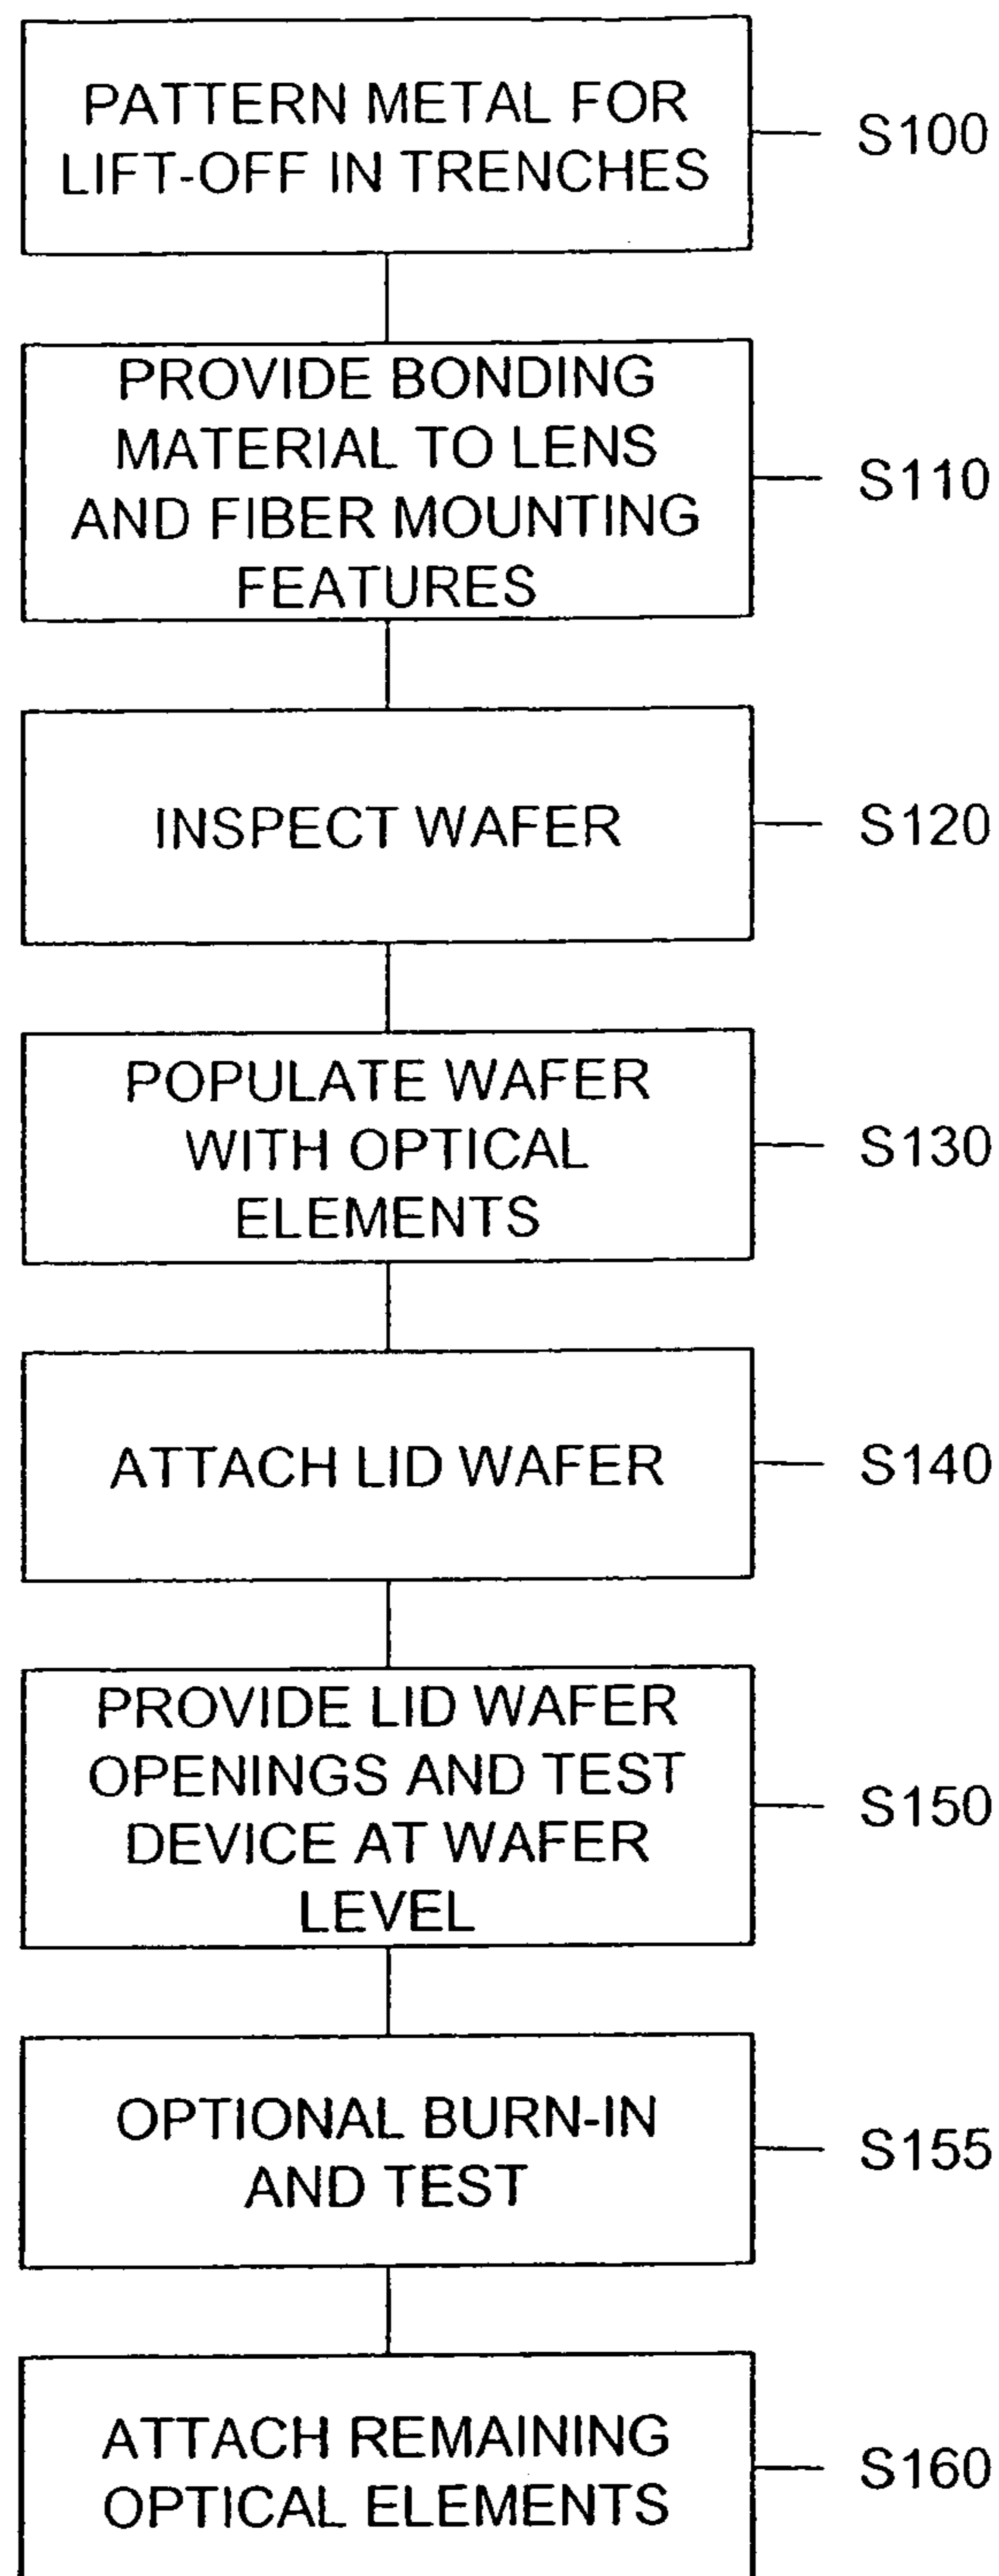 PATTERN METAL FOR
LIFT-OFF IN TRENCHES
S100
PROVIDE BONDING
MATERIAL TO LENS
AND FIBER MOUNTING
FEATURES
S110
INSPECT WAFER
S120
POPULATE WAFER
WITH OPTICAL
ELEMENTS
S130
ATTACH LID WAFER
S140
PROVIDE LID WAFER
OPENINGS AND TEST
DEVICE AT WAFER
LEVEL
S150
OPTIONAL BURN-IN
AND TEST
S155
ATTACH REMAINING
OPTICAL ELEMENTS
S160